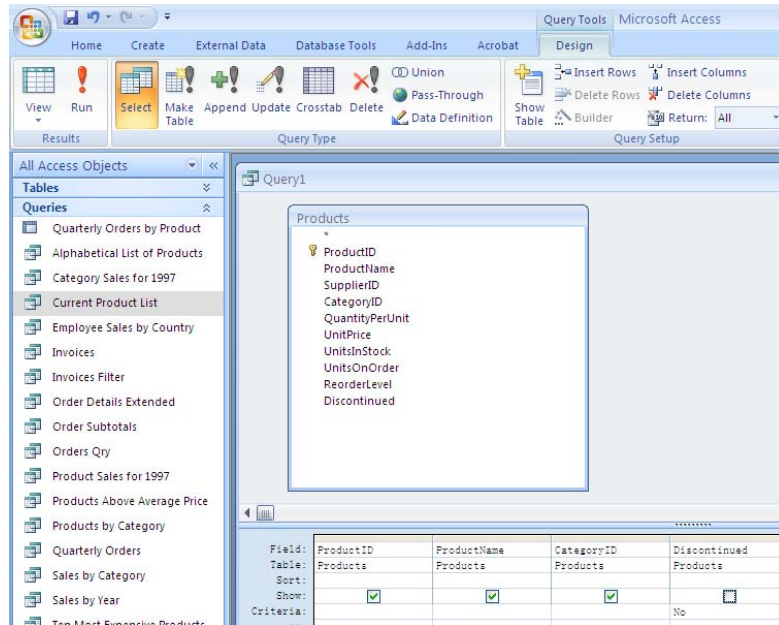 Query Tools Microsoft Access
Home Create External Data Database Tools Add-Ins Acrobat Design
View Run Select Make Table Append Update Crosstab Delete
Union
Pass-Through
Data Definition
Show Table
Insert Rows
Delete Rows
Builder
Insert Columns
Delete Columns
Return: All
Results Query Type Query Setup
All Access Objects
Tables
Queries
Quarterly Orders by Product
Alphabetical List of Products
Category Sales for 1997
Current Product List
Employee Sales by Country
Invoices
Invoices Filter
Order Details Extended
Order Subtotals
Orders Qry
Product Sales for 1997
Products Above Average Price
Products by Category
Quarterly Orders
Sales by Category
Sales by Year
Ten Most Expensive Products
Query1
Products
*
ProductID
ProductName
SupplierID
CategoryID
QuantityPerUnit
UnitPrice
UnitsInStock
UnitsOnOrder
ReorderLevel
Discontinued
Field: ProductID ProductName CategoryID Discontinued
Table: Products Products Products Products
Sort:
Show:
Criteria: No